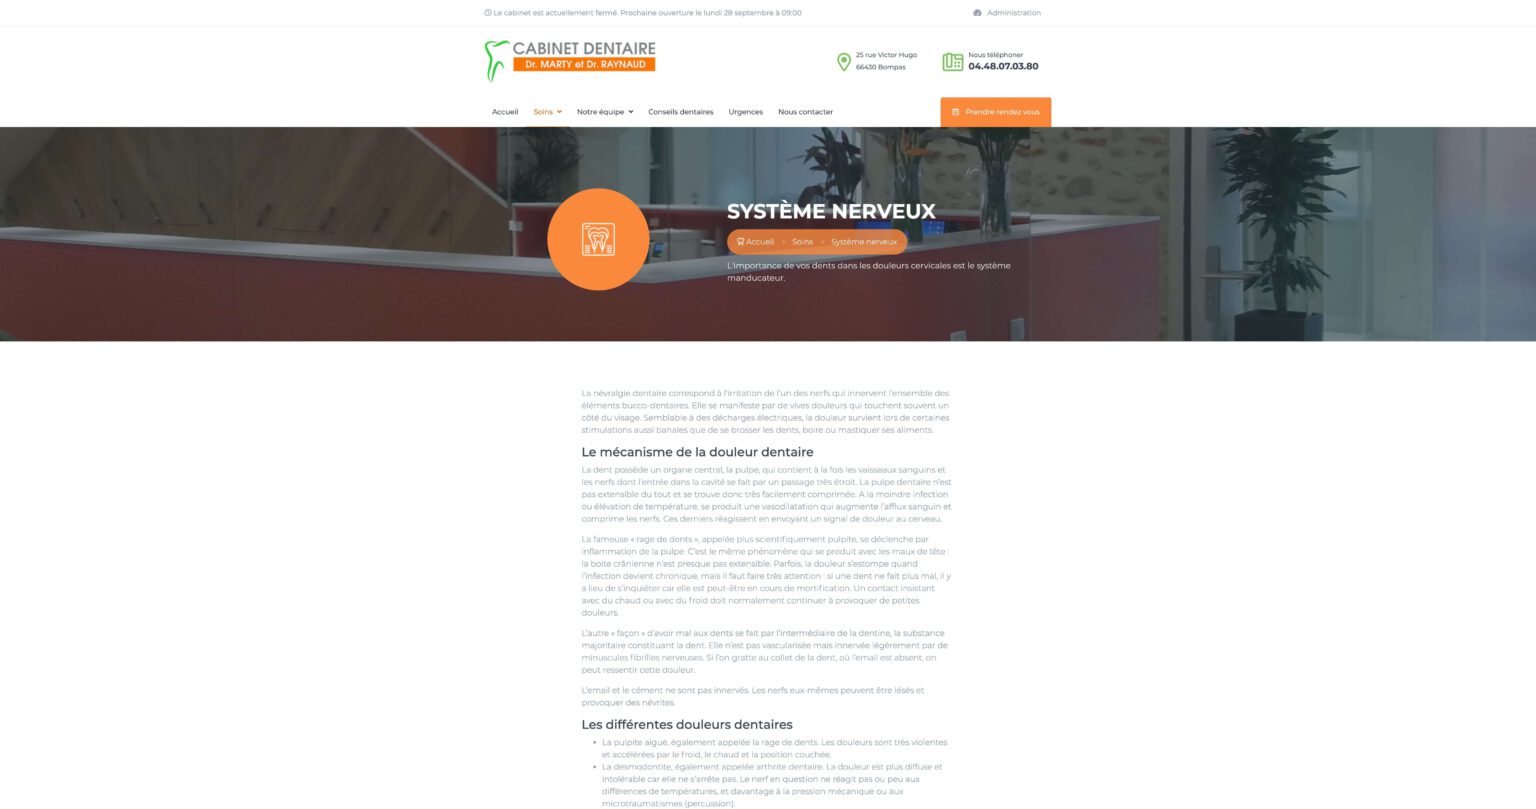 Le cabinet est actuellement fermé. Prochaine ouverture le lundi 28 septembre à 09:00
Administration
CABINET DENTAIRE
Dr. MARTY et Dr. RAYNAUD
25 rue Victor Hugo
66430 Bompas
Nous téléphoner
04.48.07.03.80
Accueil
Soins
Notre équipe
Conseils dentaires
Urgences
Nous contacter
Prendre rendez vous
SYSTÈME NERVEUX
Accueil
Soins
Système nerveux
L'importance de vos dents dans les douleurs cervicales est le système
manducateur.
La névralgie dentaire correspond à l'irritation de l'un des nerfs qui innervent l'ensemble des
éléments bucco-dentaires. Elle se manifeste par de vives douleurs qui touchent souvent un
côté du visage. Semblable à des décharges électriques, la douleur survient lors de certaines
stimulations aussi banales que de se brosser les dents, boire ou mastiquer ses aliments.
Le mécanisme de la douleur dentaire
La dent possède un organe central, la pulpe, qui contient à la fois les vaisseaux sanguins et
les nerfs dont l'entrée dans la cavité se fait par un passage très étroit. La pulpe dentaire n'est
pas extensible du tout et se trouve donc très facilement comprimée. A la moindre infection
ou élévation de température, se produit une vasodilatation qui augmente l'afflux sanguin et
comprime les nerfs. Ces derniers réagissent en envoyant un signal de douleur au cerveau.
La fameuse « rage de dents », appelée plus scientifiquement pulpite, se déclenche par
inflammation de la pulpe. C'est le même phénomène qui se produit avec les maux de tête :
la boîte crânienne n'est presque pas extensible. Parfois, la douleur s'estompe quand
l'infection devient chronique, mais il faut faire très attention : si une dent ne fait plus mal, il y
a lieu de s'inquiéter car elle est peut-être en cours de mortification. Un contact insistant
avec du chaud ou avec du froid doit normalement continuer à provoquer de petites
douleurs.
L'autre « façon » d'avoir mal aux dents se fait par l'intermédiaire de la dentine, la substance
majoritaire constituant la dent. Elle n'est pas vascularisée mais innervée légèrement par de
minuscules fibrilles nerveuses. Si l'on gratte au collet de la dent, où l'email est absent, on
peut ressentir cette douleur.
L'email et le cément ne sont pas innervés. Les nerfs eux-mêmes peuvent être lésés et
provoquer des névrites.
Les différentes douleurs dentaires
La pulpite aiguë, également appelée la rage de dents. Les douleurs sont très violentes
et accélérées par le froid, le chaud et la position couchée.
La desmodontite, également appelée arthrite dentaire. La douleur est plus diffuse et
intolérable car elle ne s'arrête pas. Le nerf en question ne réagit pas ou peu aux
différences de températures, et davantage à la pression mécanique ou aux
microtraumatismes (percussion).